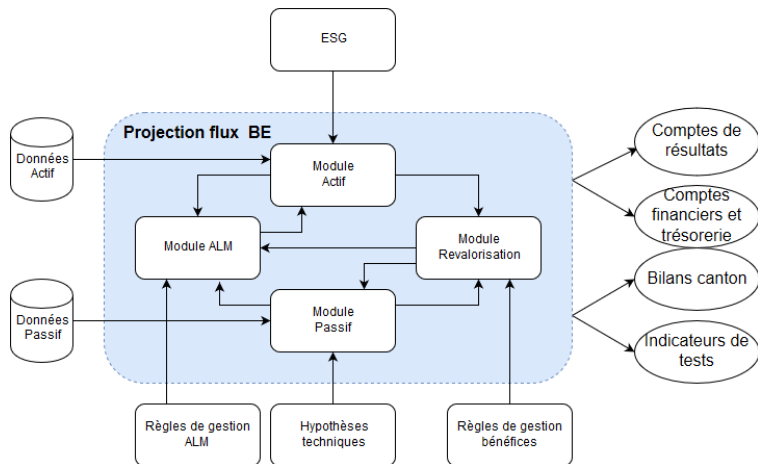 ESG
Projection flux BE
Données
Actif
Module
Actif
Comptes de
résultats
Comptes
financiers et
trésorerie
Module ALM
Module
Revalorisation
Bilans canton
Données
Passif
Module
Passif
Indicateurs de
tests
Règles de gestion
ALM
Hypothèses
techniques
Règles de gestion
bénéfices